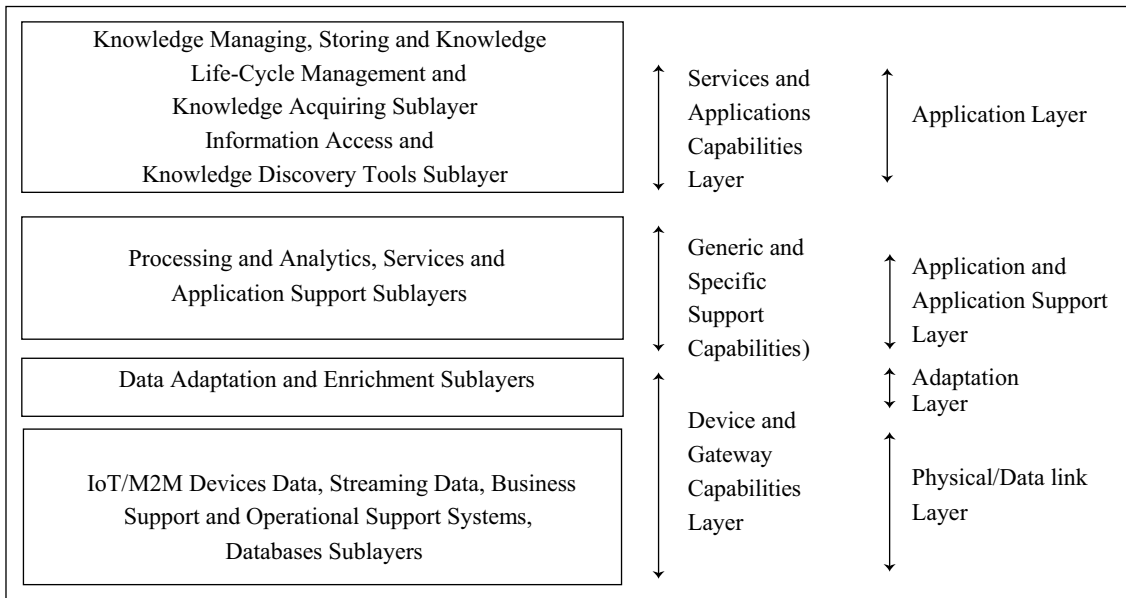 Knowledge Managing, Storing and Knowledge
Life-Cycle Management and
Knowledge Acquiring Sublayer
Information Access and
Knowledge Discovery Tools Sublayer
Services and
Applications
Capabilities
Layer
Application Layer
Processing and Analytics, Services and
Application Support Sublayers
Generic and
Specific
Support
Capabilities)
Application and
Application Support
Layer
Data Adaptation and Enrichment Sublayers
Adaptation
Layer
IoT/M2M Devices Data, Streaming Data, Business
Support and Operational Support Systems,
Databases Sublayers
Device and
Gateway
Capabilities
Layer
Physical/Data link
Layer